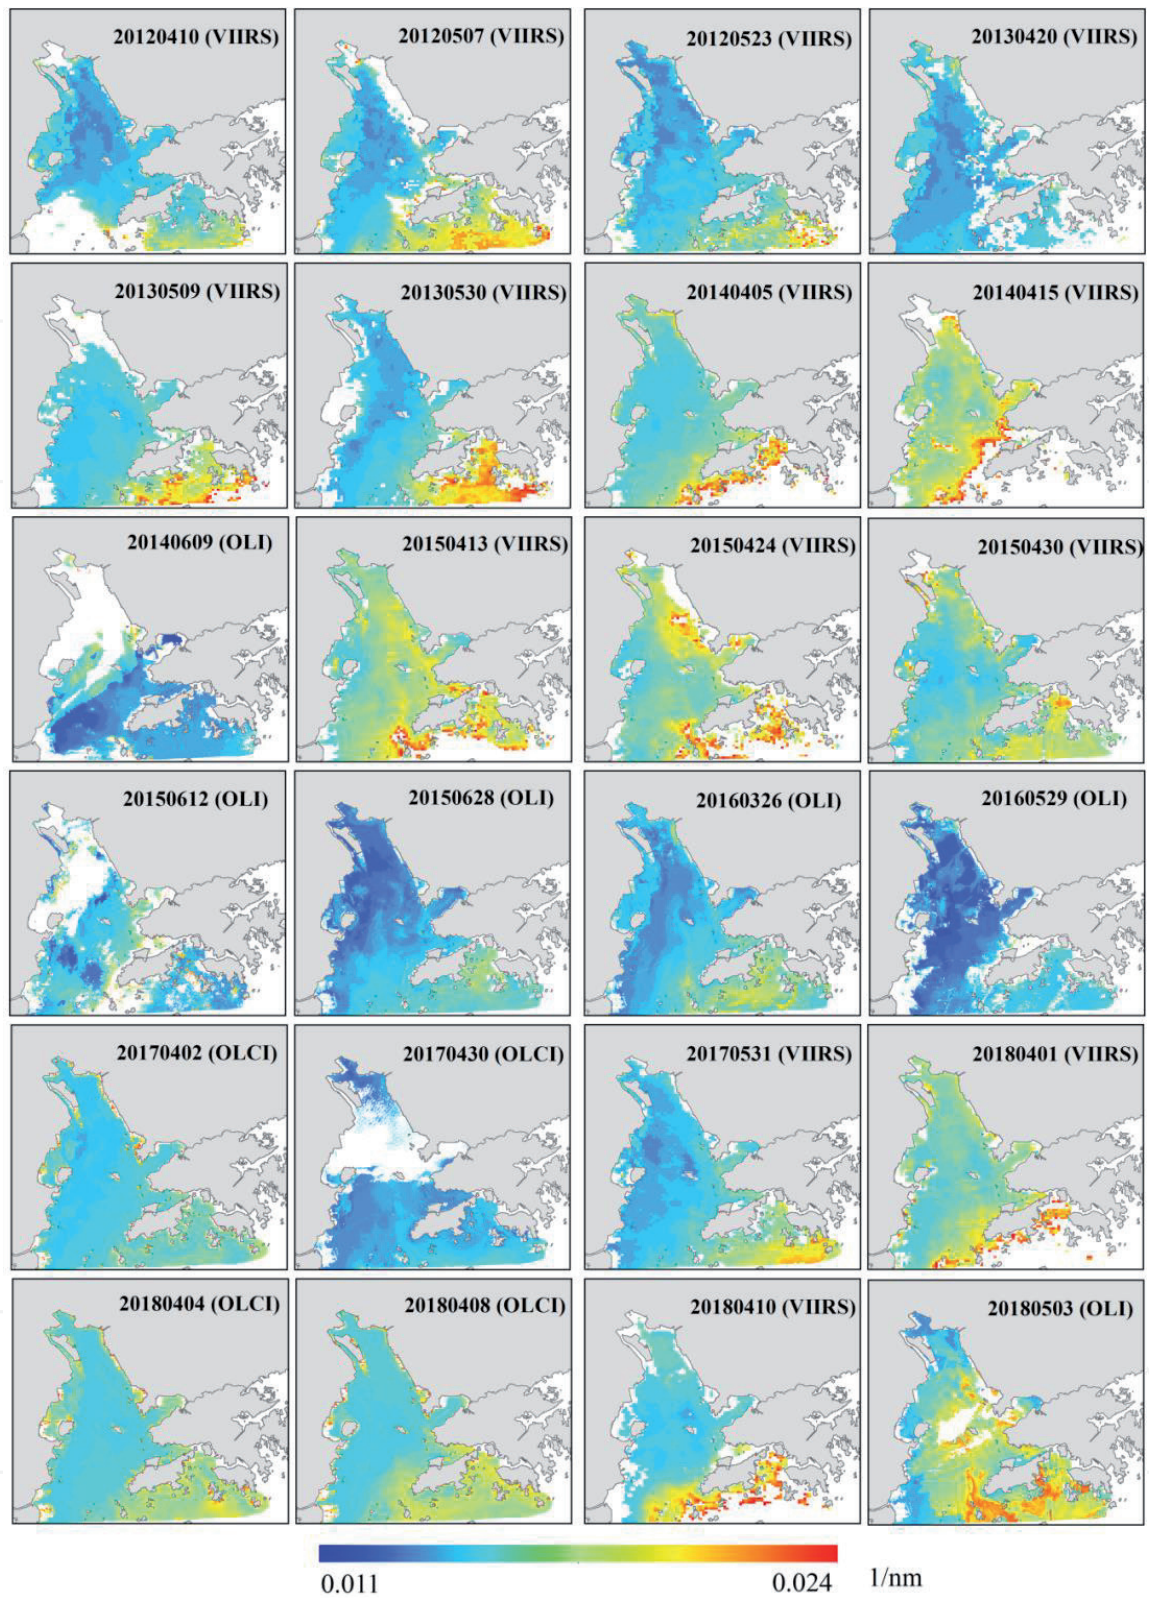 20120410 (VIIRS)
20120507 (VIIRS)
20120523 (VIIRS)
20130420 (VIIRS)
20130509 (VIIRS)
20130530 (VIIRS)
20140405 (VIIRS)
20140415 (VIIRS)
20140609 (OLI)
20150413 (VIIRS)
20150424 (VIIRS)
20150430 (VIIRS)
20150612 (OLI)
20150628 (OLI)
20160326 (OLI)
20160529 (OLI)
20170402 (OLCI)
20170430 (OLCI)
20170531 (VIIRS)
20180401 (VIIRS)
20180404 (OLCI)
20180408 (OLCI)
20180410 (VIIRS)
20180503 (OLI)
0.011
0.024
1/nm